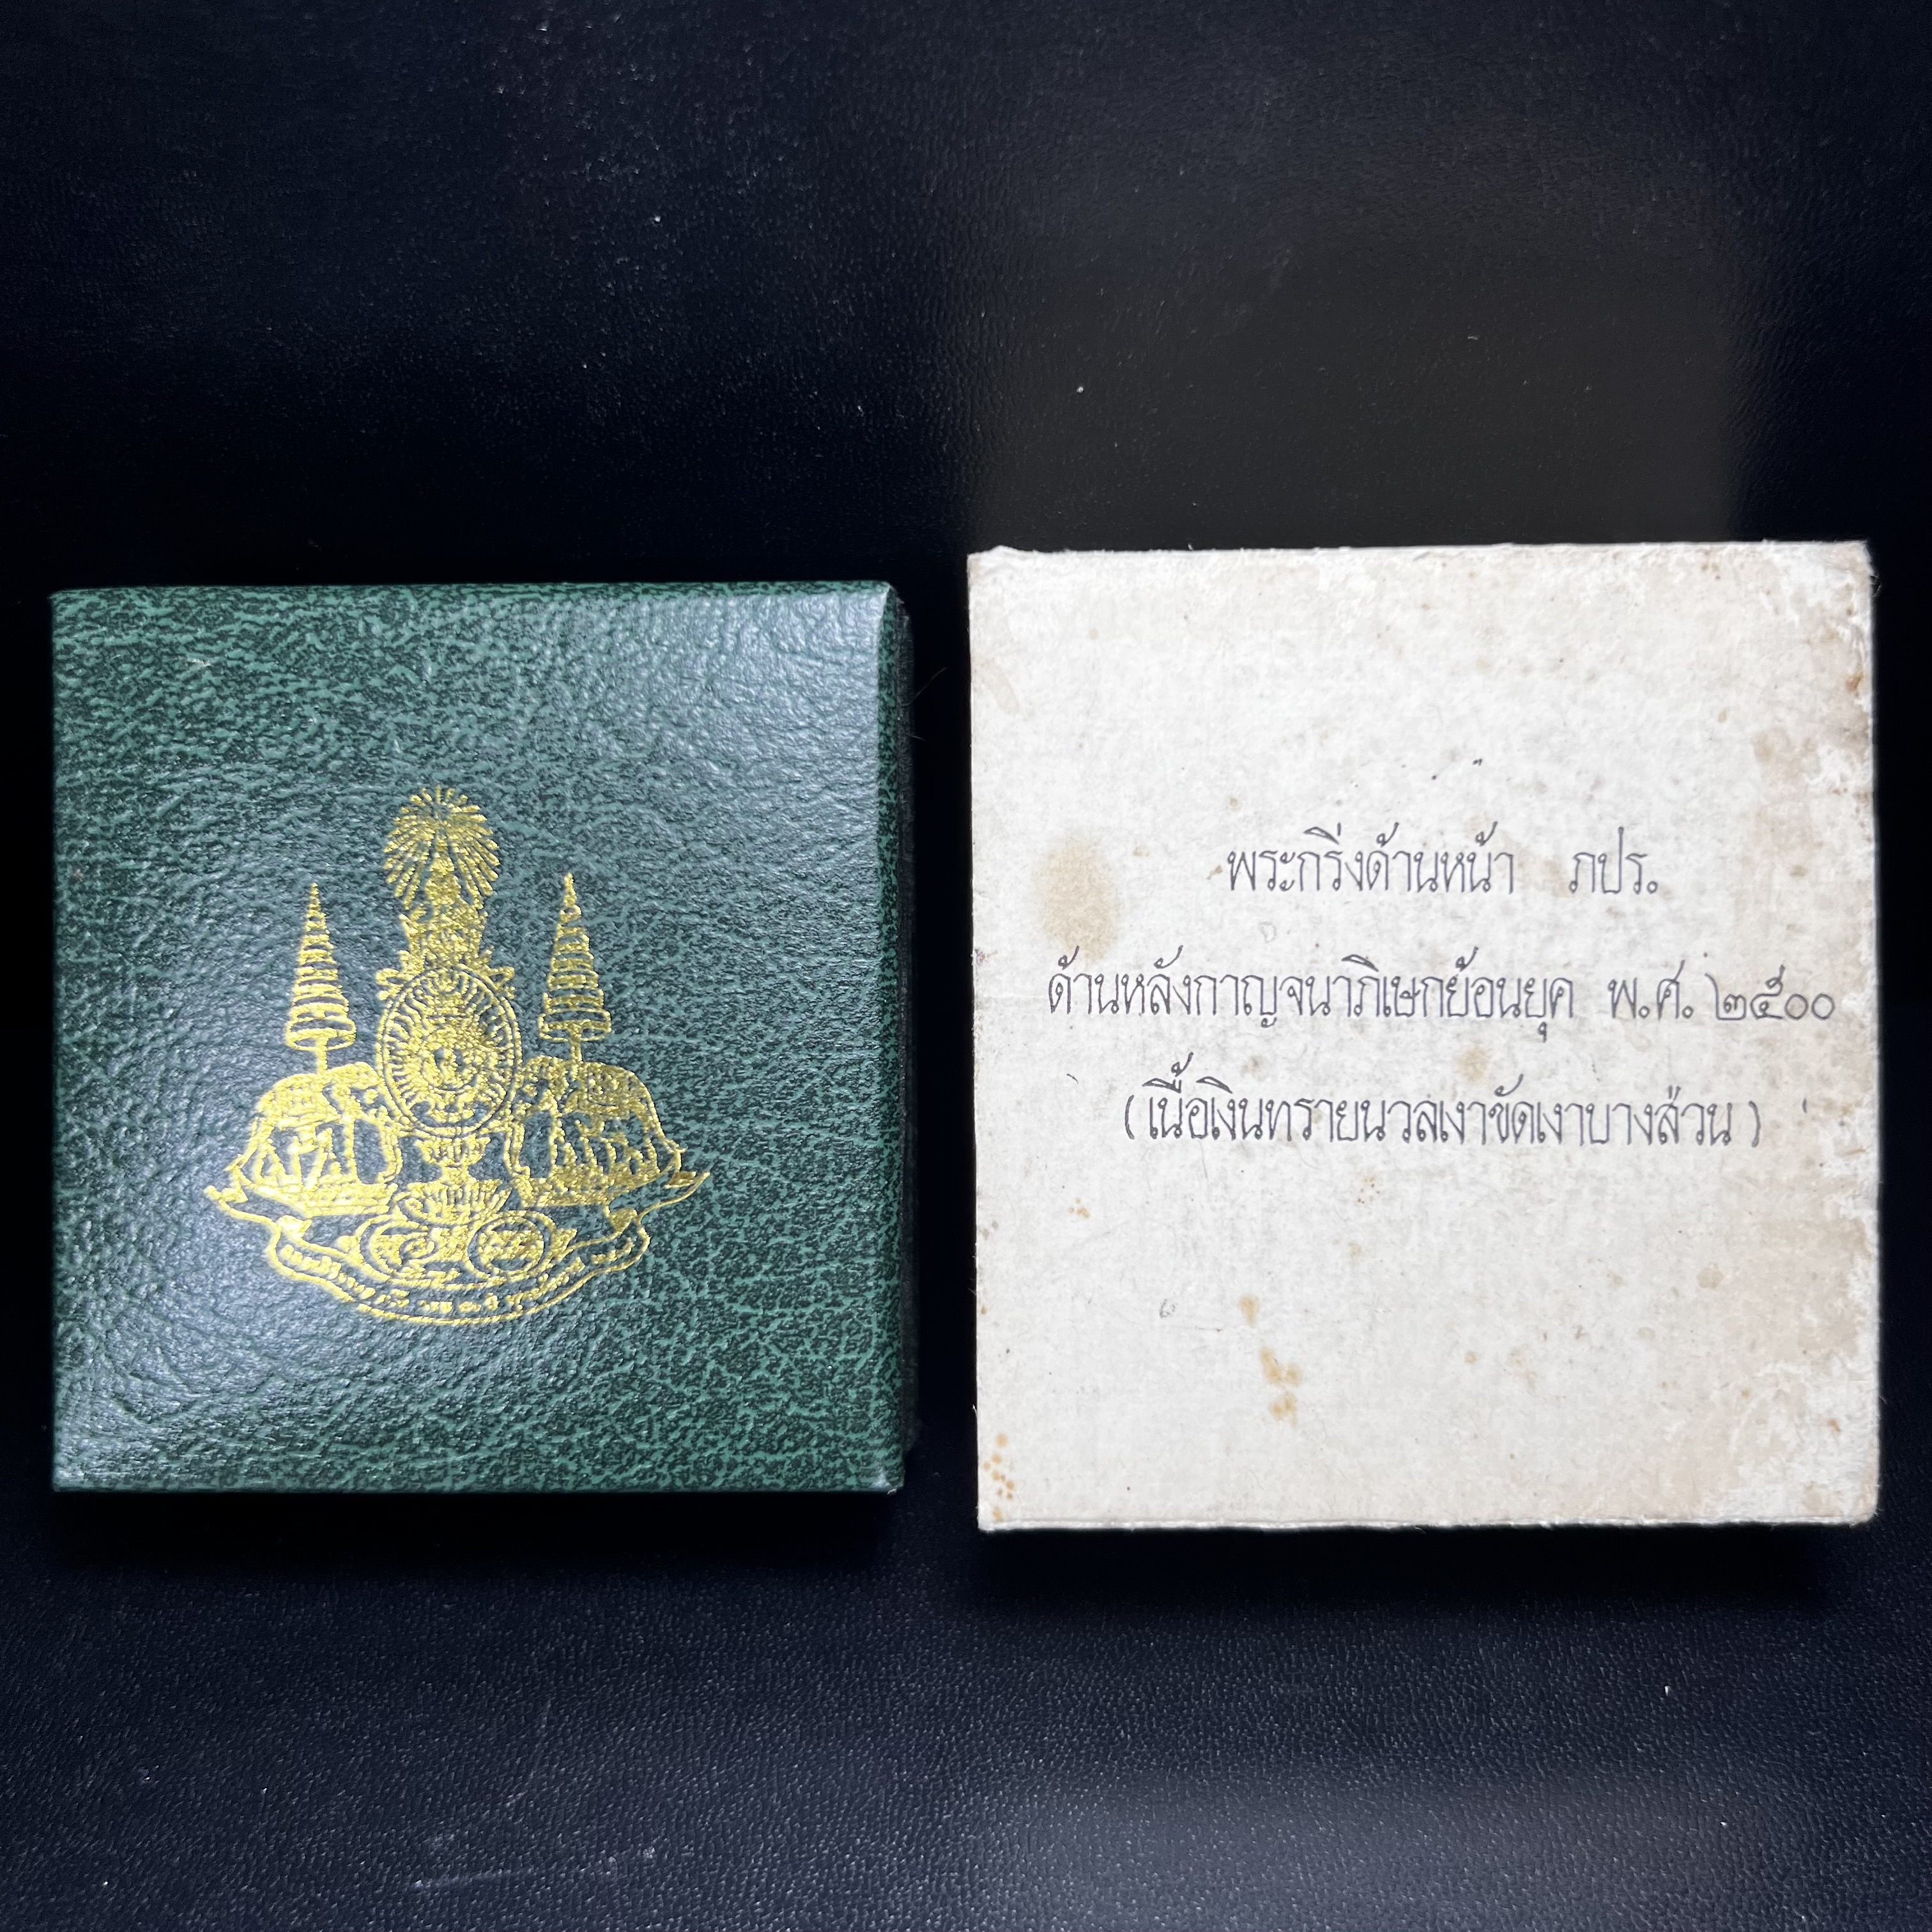 พระกริ่งด้านหน้า ภปร.
ด้านหลังกาญจนาภิเษกย้อนยุค พ.ศ. ๒๕๐๐
(เนื้อเงินทรายนวลเงาขัดเงาบางส่วน)